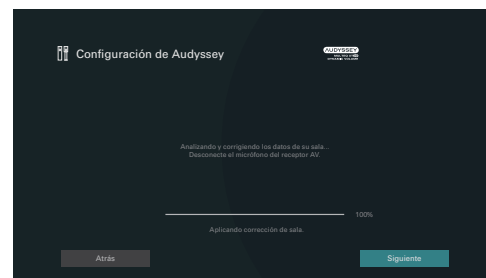 Configuración de Audyssey
AUDYSSEY
Analizando y corrigiendo los datos de su sala...
Desconecte el micrófono del receptor AV.
100%
Aplicando corrección de sala.
Atrás
Siguiente